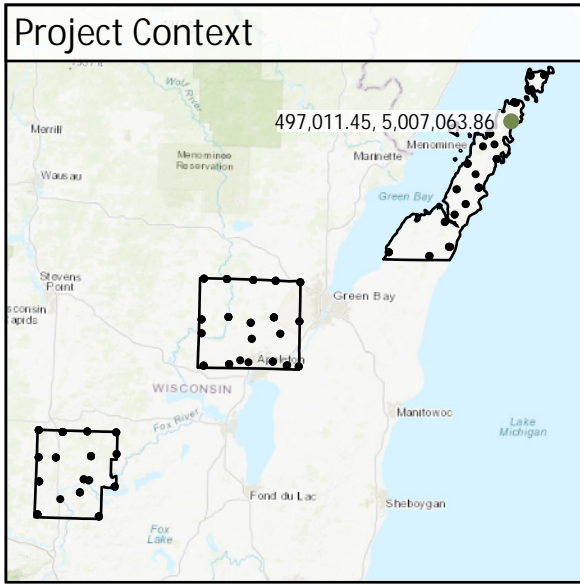 Project Context
Wolf River
497,011.45, 5,007,063.86
Merrill
Menominee
Menominee
Reservation
Marinette
Wausau
Green Bay
Stevens
Point
sconsin
apids
Green Bay
Appleton
WISCONSIN
Fox River
Manitowoc
Lake
Michigan
Fond du Lac
Sheboygan
Fox
Lake